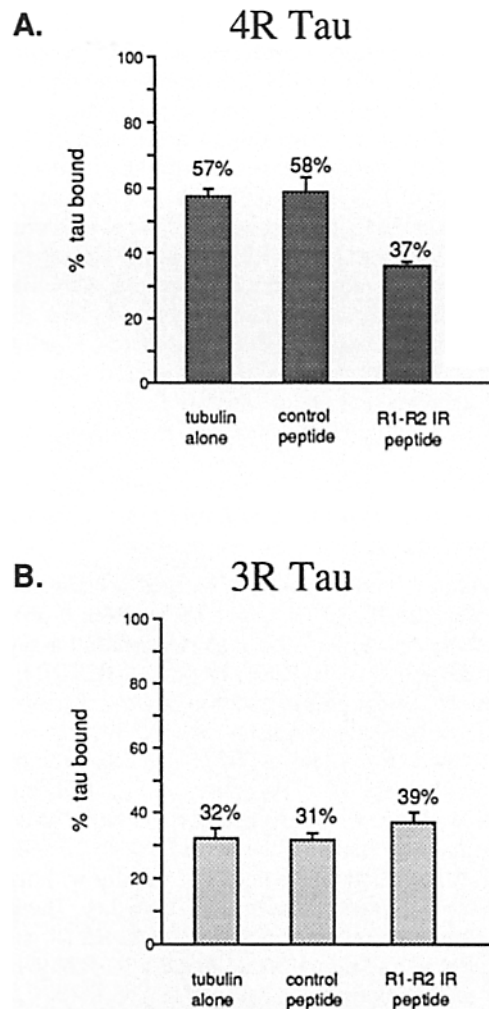 A.
4R Tau
100
80
60
40
20
0
% tau bound
57%
58%
37%
tubulin alone
control peptide
R1-R2 IR peptide
B.
3R Tau
100
80
60
40
20
0
% tau bound
32%
31%
39%
tubulin alone
control peptide
R1-R2 IR peptide